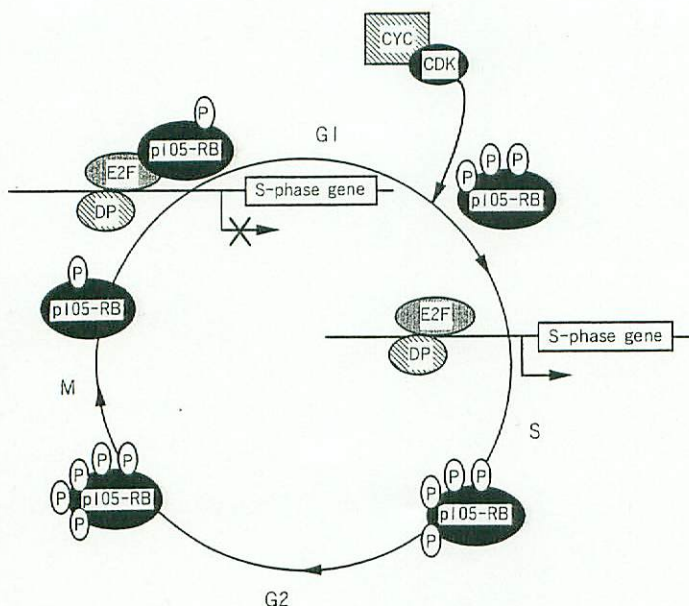 CYC
CDK
P
G1
p105-RB
P P P
E2F
S-phase gene
p105-RB
DP
P
E2F
p105-RB
S-phase gene
DP
M
S
P P P
P P P
P p105-RB
P
p105-RB
P
G2